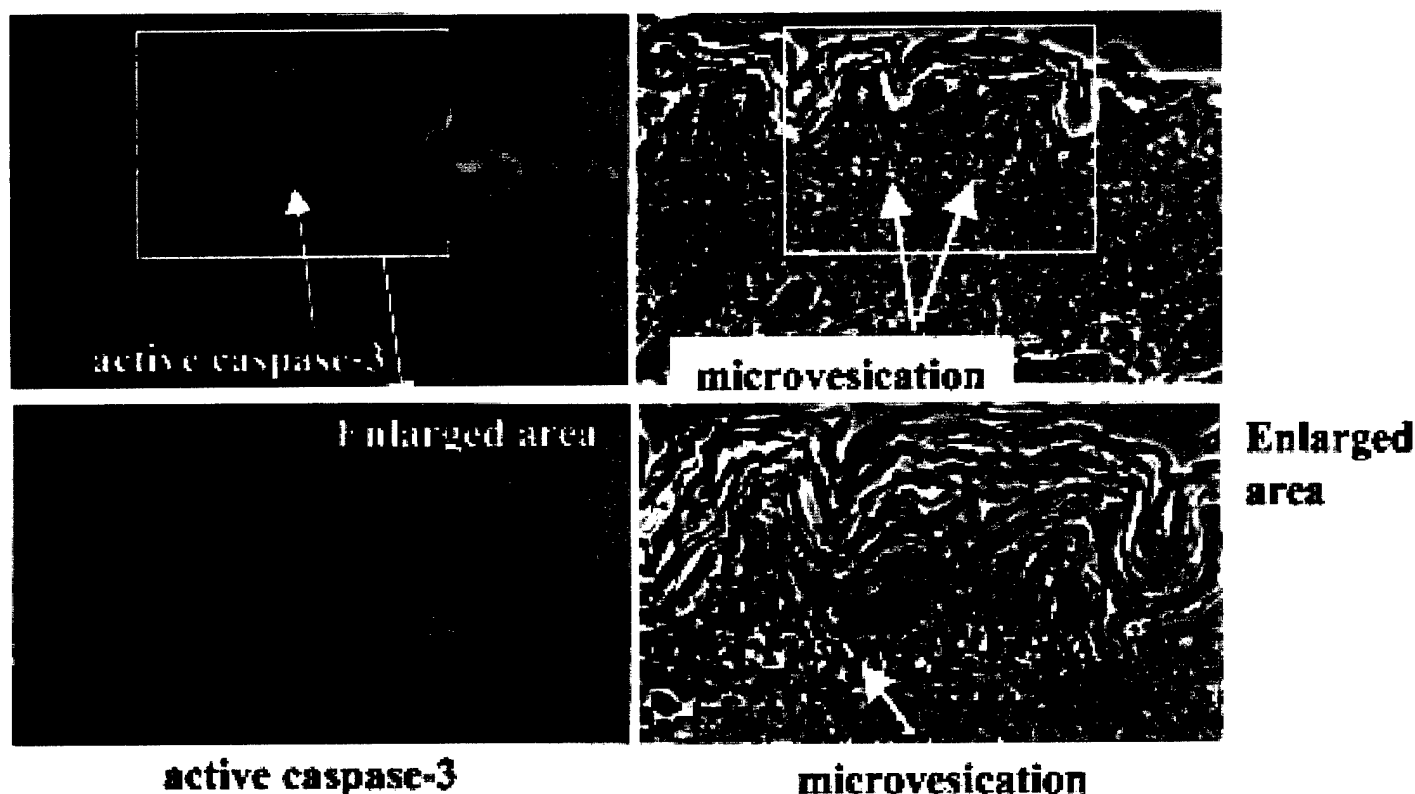 active caspase-3
microvesication
Enlarged area
Enlarged
area
active caspase-3
microvesication